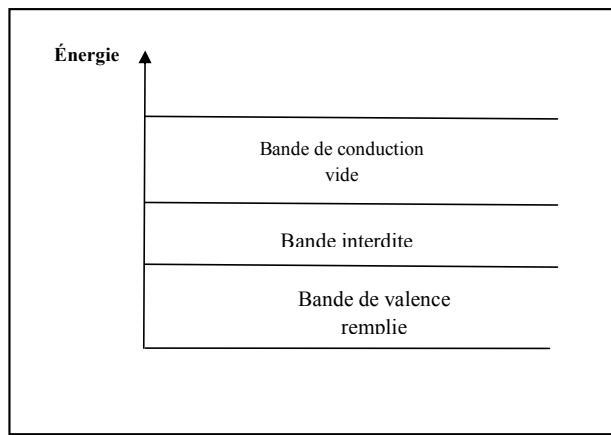 Énergie
Bande de conduction
vide
Bande interdite
Bande de valence
remplie